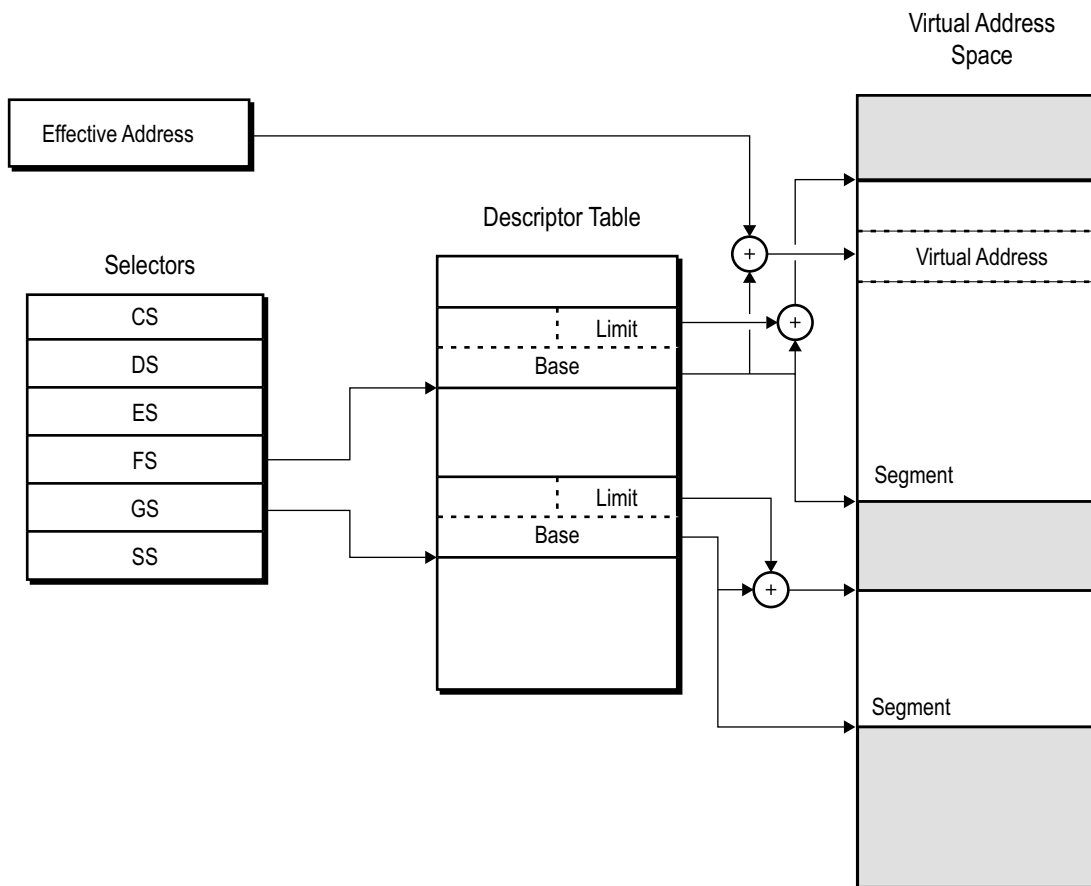 Virtual Address
Space
Effective Address
Descriptor Table
Selectors
CS
DS
ES
FS
GS
SS
Limit
Base
Limit
Base
+
+
+
Virtual Address
Segment
Segment